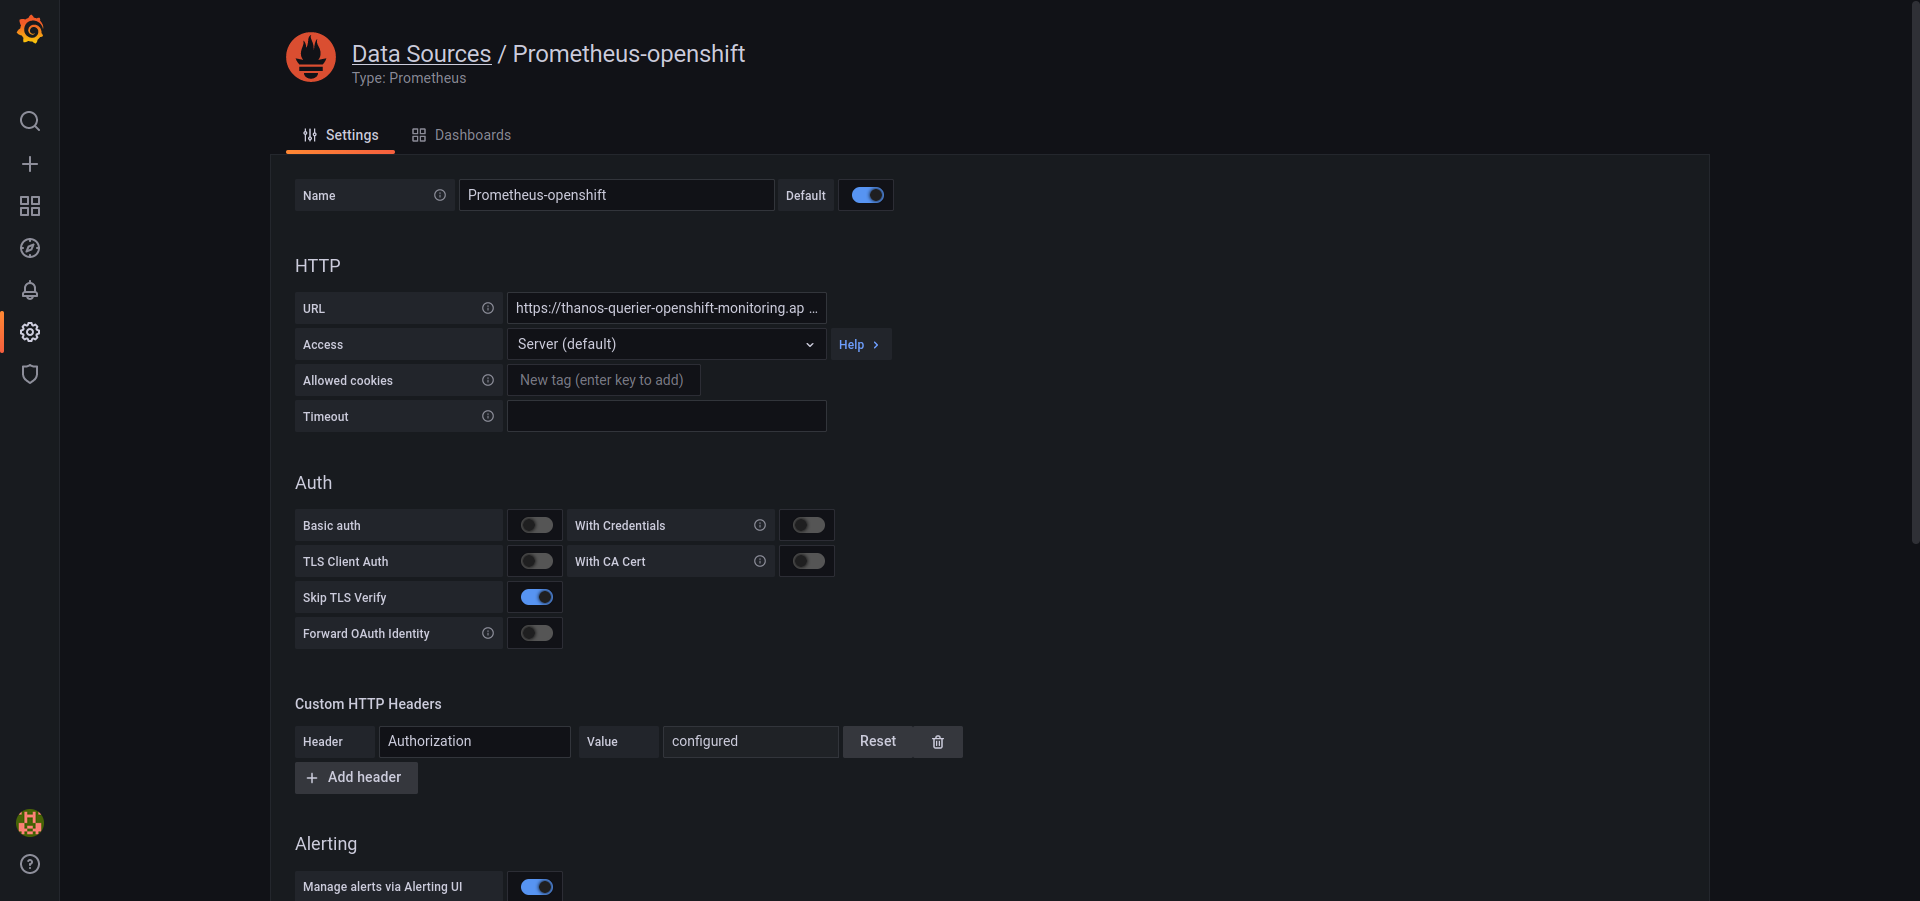 Data Sources / Prometheus-openshift
Type: Prometheus
Settings
Dashboards
Name
Prometheus-openshift
Default
HTTP
URL
https://thanos-querier-openshift-monitoring.ap ...
Access
Server (default)
Help
Allowed cookies
New tag (enter key to add)
Timeout
Auth
Basic auth
With Credentials
TLS Client Auth
With CA Cert
Skip TLS Verify
Forward OAuth Identity
Custom HTTP Headers
Header
Authorization
Value
configured
Reset
Add header
Alerting
Manage alerts via Alerting UI